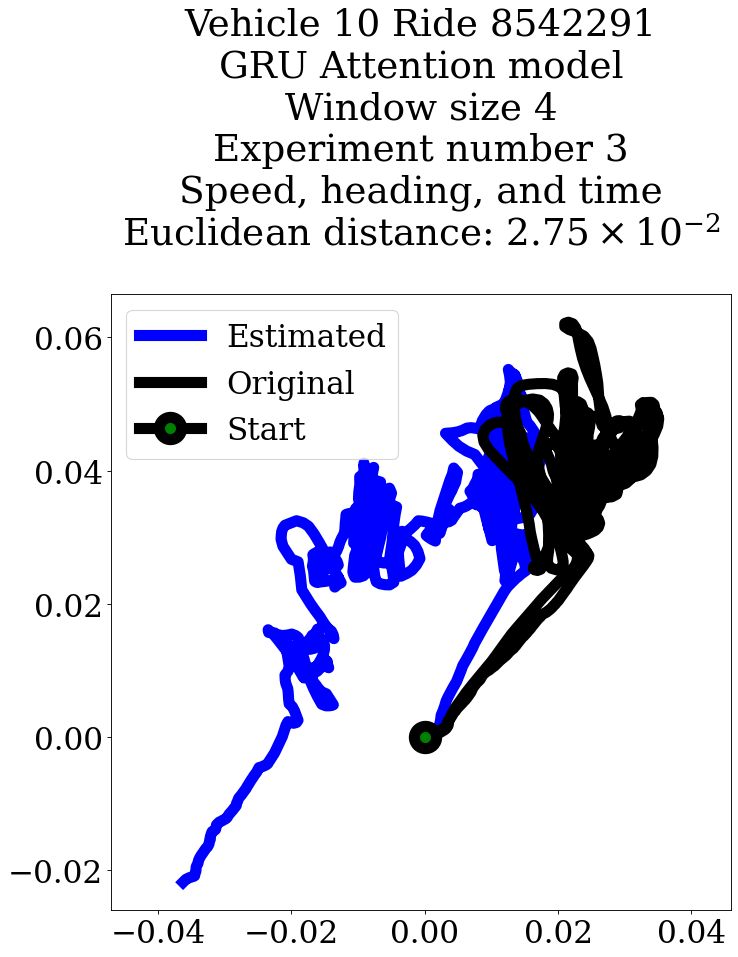 Vehicle 10 Ride 8542291
GRU Attention model
Window size 4
Experiment number 3
Speed, heading, and time
Euclidean distance: 2.75 × 10⁻²
Estimated
Original
Start
0.06
0.04
0.02
0.00
−0.02
−0.04 −0.02 0.00 0.02 0.04